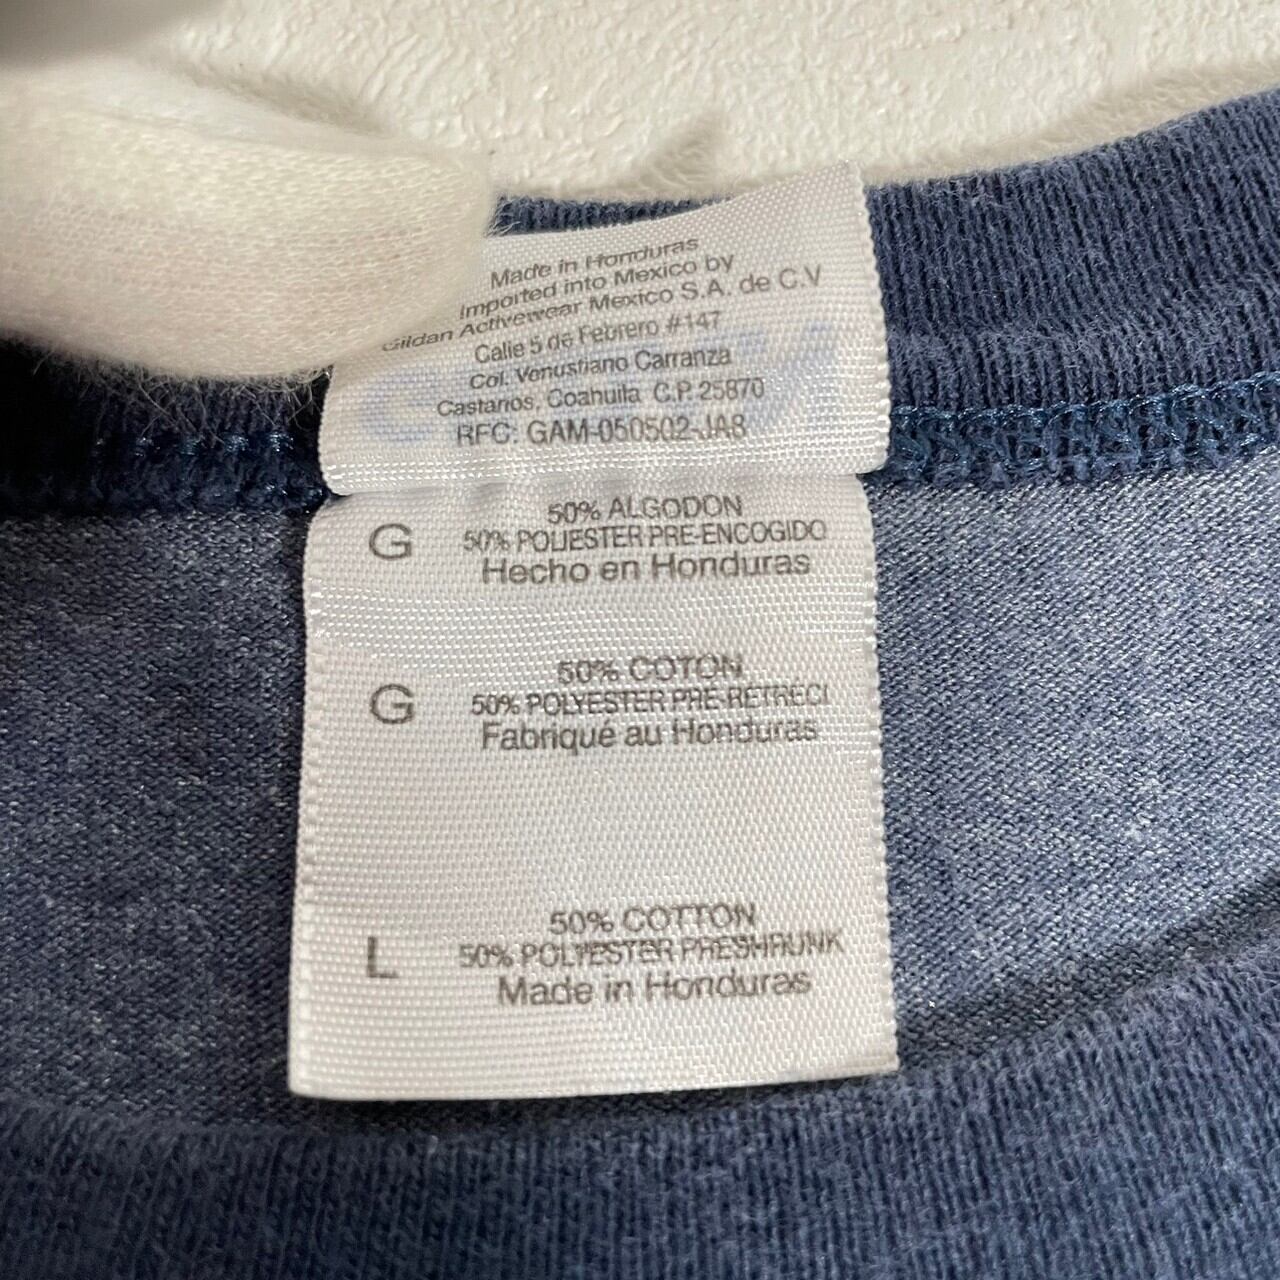 Made in Honduras
Imported into Mexico by
Gildan Activewear Mexico S.A. de C.V
Calle 5 de Febrero #147
Col. Venustiano Carranza
Castaños, Coahuila C.P. 25870
RFC: GAM-050502-JA8
G
50% ALGODON
50% POLIESTER PRE-ENCOGIDO
Hecho en Honduras
G
50% COTON
50% POLYESTER PRÉ-RETRÉCI
Fabriqué au Honduras
L
50% COTTON
50% POLYESTER PRESHRUNK
Made in Honduras